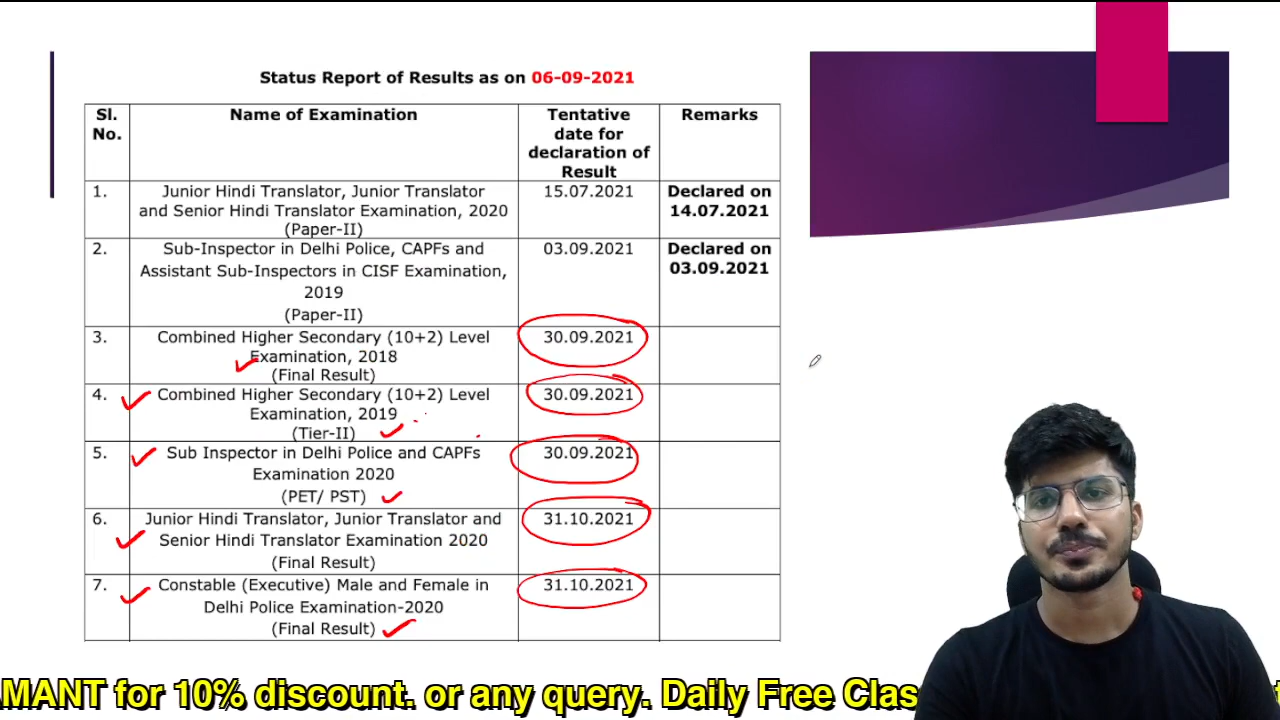 Status Report of Results as on 06-09-2021
Sl. No.
Name of Examination
Tentative date for declaration of Result
Remarks
1.
Junior Hindi Translator, Junior Translator
and Senior Hindi Translator Examination, 2020
(Paper-II)
15.07.2021
Declared on
14.07.2021
2.
Sub-Inspector in Delhi Police, CAPFs and
Assistant Sub-Inspectors in CISF Examination,
2019
(Paper-II)
03.09.2021
Declared on
03.09.2021
3.
Combined Higher Secondary (10+2) Level
Examination, 2018
(Final Result)
30.09.2021
4.
Combined Higher Secondary (10+2) Level
Examination, 2019
(Tier-II)
30.09.2021
5.
Sub Inspector in Delhi Police and CAPFs
Examination 2020
(PET/ PST)
30.09.2021
6.
Junior Hindi Translator, Junior Translator and
Senior Hindi Translator Examination 2020
(Final Result)
31.10.2021
7.
Constable (Executive) Male and Female in
Delhi Police Examination-2020
(Final Result)
31.10.2021
MANT for 10% discount. or any query. Daily Free Clas